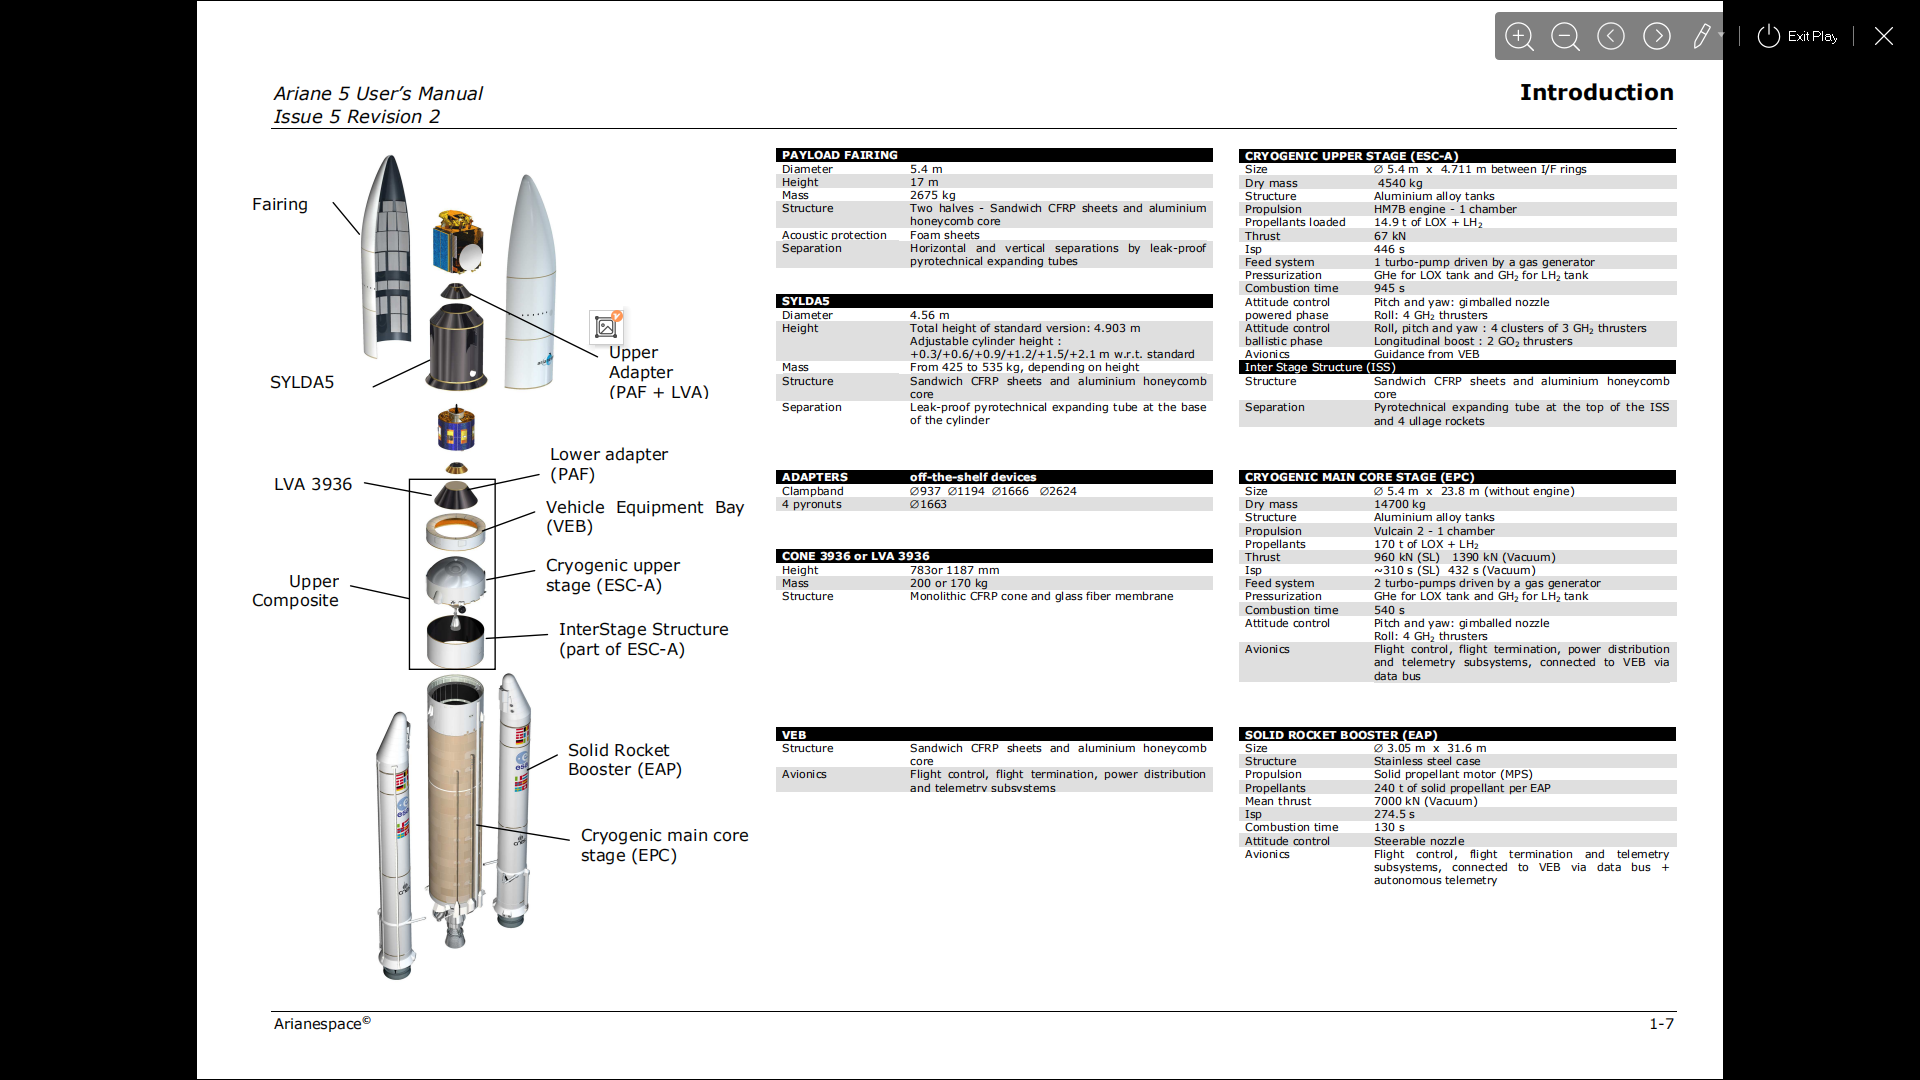 Exit Play
Ariane 5 User's Manual
Issue 5 Revision 2
Introduction
Fairing
SYLDA5
Upper
Adapter
(PAF + LVA)
Lower adapter
(PAF)
LVA 3936
Vehicle Equipment Bay
(VEB)
Cryogenic upper
stage (ESC-A)
Upper
Composite
InterStage Structure
(part of ESC-A)
Solid Rocket
Booster (EAP)
Cryogenic main core
stage (EPC)
PAYLOAD FAIRING
Diameter 5.4 m
Height 17 m
Mass 2675 kg
Structure Two halves - Sandwich CFRP sheets and aluminium
honeycomb core
Acoustic protection Foam sheets
Separation Horizontal and vertical separations by leak-proof
pyrotechnical expanding tubes
SYLDA5
Diameter 4.56 m
Height Total height of standard version: 4.903 m
Adjustable cylinder height :
+0.3/+0.6/+0.9/+1.2/+1.5/+2.1 m w.r.t. standard
Mass From 425 to 535 kg, depending on height
Structure Sandwich CFRP sheets and aluminium honeycomb
core
Separation Leak-proof pyrotechnical expanding tube at the base
of the cylinder
ADAPTERS off-the-shelf devices
Clampband ∅937 ∅1194 ∅1666 ∅2624
4 pyronuts ∅1663
CONE 3936 or LVA 3936
Height 783or 1187 mm
Mass 200 or 170 kg
Structure Monolithic CFRP cone and glass fiber membrane
VEB
Structure Sandwich CFRP sheets and aluminium honeycomb
core
Avionics Flight control, flight termination, power distribution
and telemetry subsystems
CRYOGENIC UPPER STAGE (ESC-A)
Size ∅ 5.4 m x 4.711 m between I/F rings
Dry mass 4540 kg
Structure Aluminium alloy tanks
Propulsion HM7B engine - 1 chamber
Propellants loaded 14.9 t of LOX + LH2
Thrust 67 kN
Isp 446 s
Feed system 1 turbo-pump driven by a gas generator
Pressurization GHe for LOX tank and GH2 for LH2 tank
Combustion time 945 s
Attitude control Pitch and yaw: gimballed nozzle
powered phase Roll: 4 GH2 thrusters
Attitude control Roll, pitch and yaw : 4 clusters of 3 GH2 thrusters
ballistic phase Longitudinal boost : 2 GO2 thrusters
Avionics Guidance from VEB
Inter Stage Structure (ISS)
Structure Sandwich CFRP sheets and aluminium honeycomb
core
Separation Pyrotechnical expanding tube at the top of the ISS
and 4 ullage rockets
CRYOGENIC MAIN CORE STAGE (EPC)
Size ∅ 5.4 m x 23.8 m (without engine)
Dry mass 14700 kg
Structure Aluminium alloy tanks
Propulsion Vulcain 2 - 1 chamber
Propellants 170 t of LOX + LH2
Thrust 960 kN (SL) 1390 kN (Vacuum)
Isp ~310 s (SL) 432 s (Vacuum)
Feed system 2 turbo-pumps driven by a gas generator
Pressurization GHe for LOX tank and GH2 for LH2 tank
Combustion time 540 s
Attitude control Pitch and yaw: gimballed nozzle
Roll: 4 GH2 thrusters
Avionics Flight control, flight termination, power distribution
and telemetry subsystems, connected to VEB via
data bus
SOLID ROCKET BOOSTER (EAP)
Size ∅ 3.05 m x 31.6 m
Structure Stainless steel case
Propulsion Solid propellant motor (MPS)
Propellants 240 t of solid propellant per EAP
Mean thrust 7000 kN (Vacuum)
Isp 274.5 s
Combustion time 130 s
Attitude control Steerable nozzle
Avionics Flight control, flight termination and telemetry
subsystems, connected to VEB via data bus +
autonomous telemetry
Arianespace©
1-7